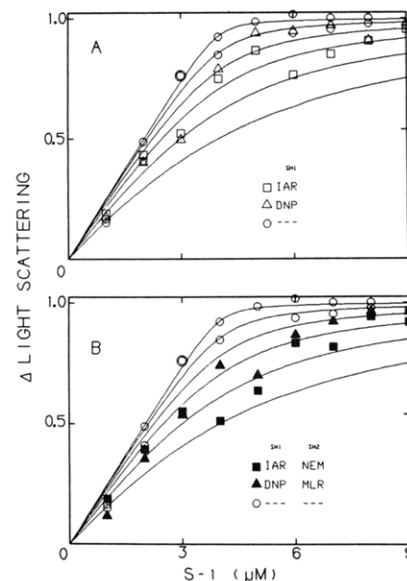 A
1.0
0.5
0
SH1
□ IAR
△ DNP
○ ---
Δ LIGHT SCATTERING
B
1.0
0.5
0
SH1 SH2
■ IAR NEM
▲ DNP MLR
○ --- ---
3 6 9
S-1 (μM)